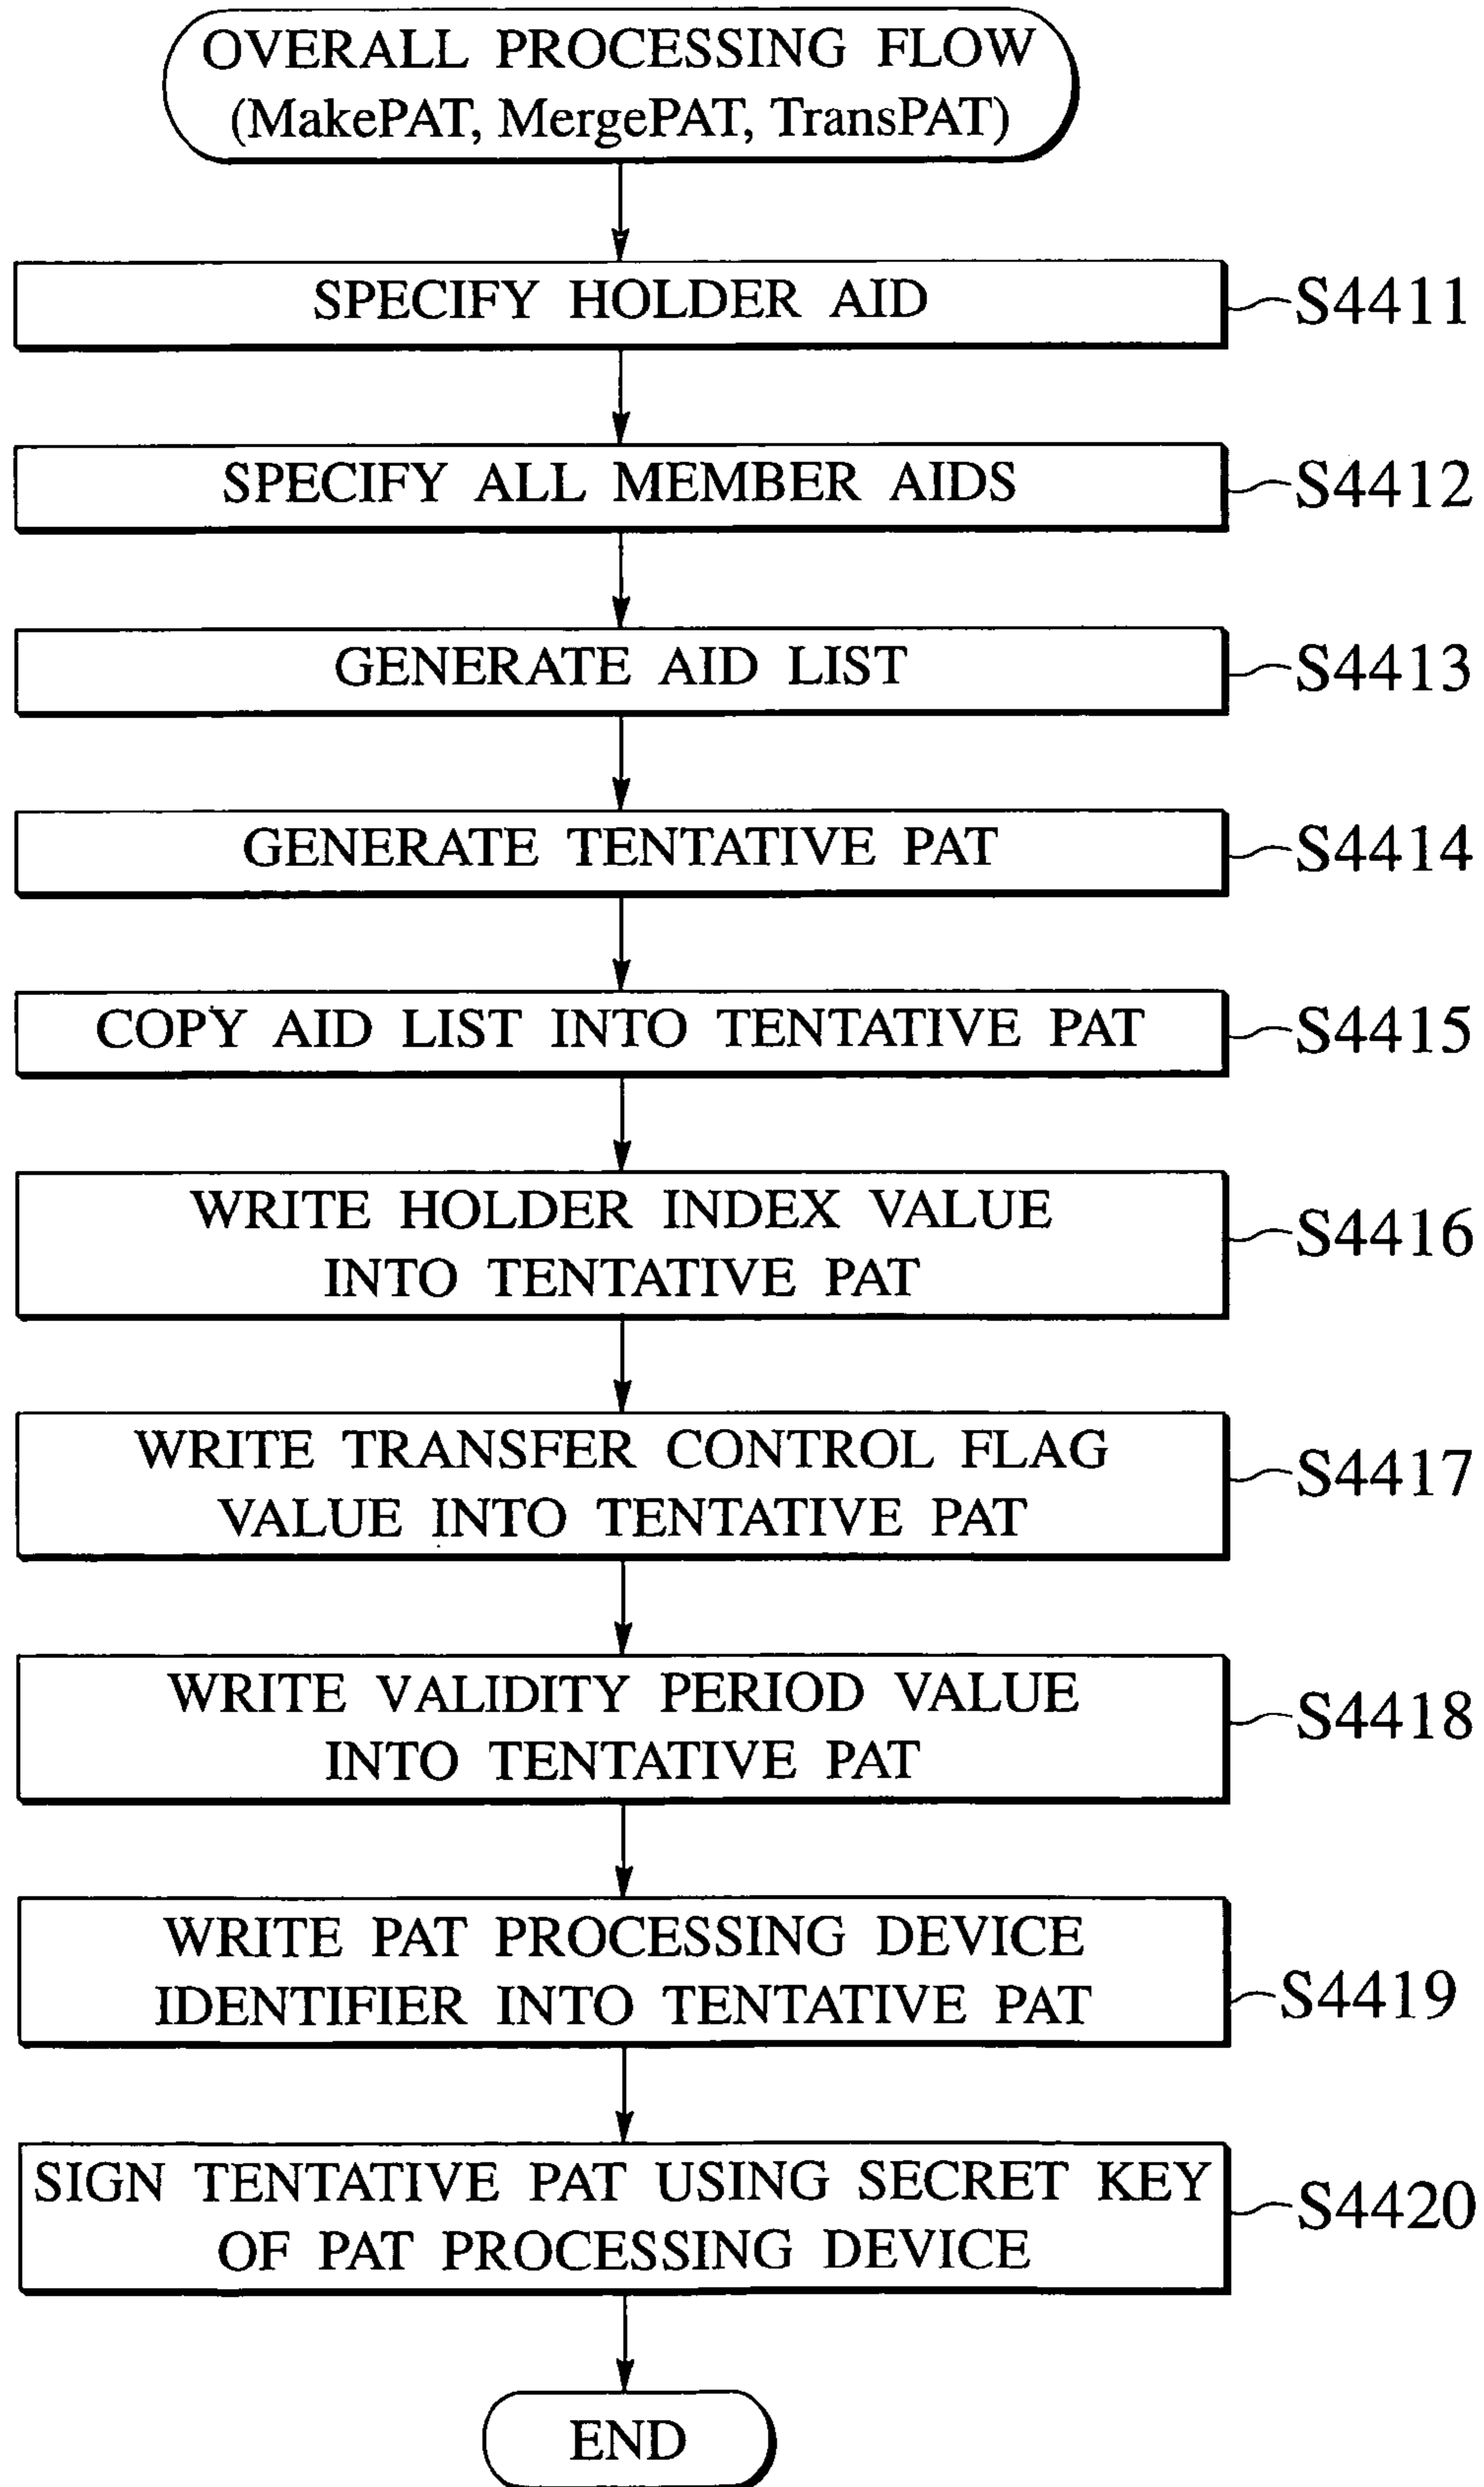 OVERALL PROCESSING FLOW
(MakePAT, MergePAT, TransPAT)
SPECIFY HOLDER AID
S4411
SPECIFY ALL MEMBER AIDS
S4412
GENERATE AID LIST
S4413
GENERATE TENTATIVE PAT
S4414
COPY AID LIST INTO TENTATIVE PAT
S4415
WRITE HOLDER INDEX VALUE
INTO TENTATIVE PAT
S4416
WRITE TRANSFER CONTROL FLAG
VALUE INTO TENTATIVE PAT
S4417
WRITE VALIDITY PERIOD VALUE
INTO TENTATIVE PAT
S4418
WRITE PAT PROCESSING DEVICE
IDENTIFIER INTO TENTATIVE PAT
S4419
SIGN TENTATIVE PAT USING SECRET KEY
OF PAT PROCESSING DEVICE
S4420
END